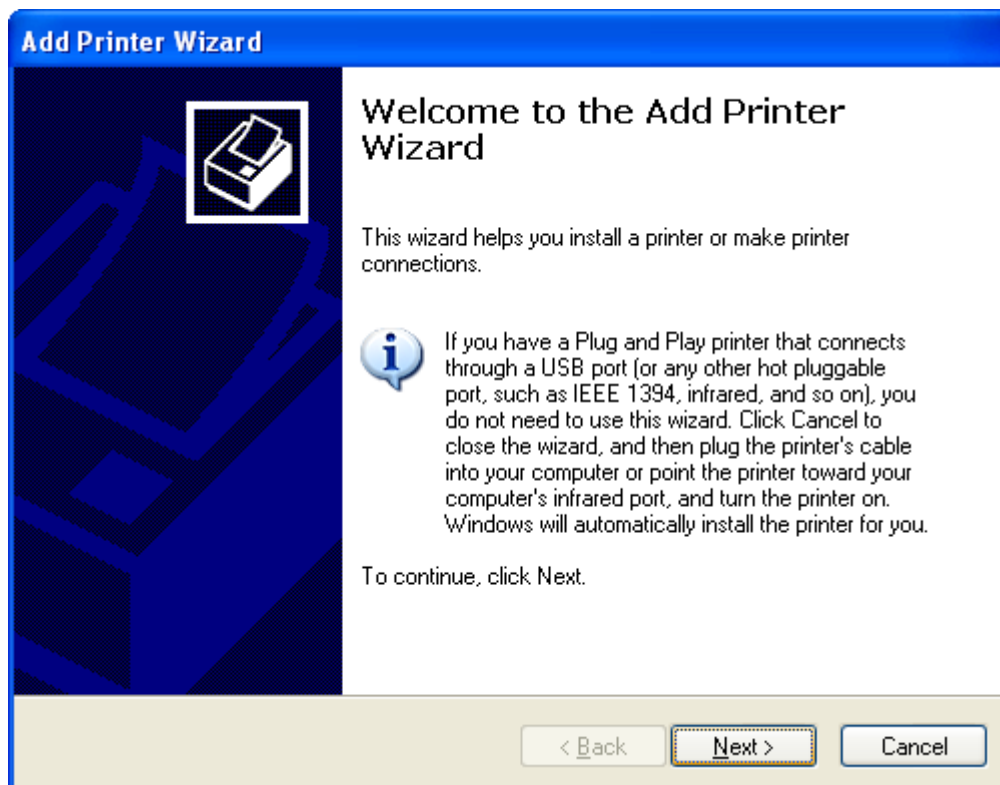 Add Printer Wizard
Welcome to the Add Printer
Wizard
This wizard helps you install a printer or make printer
connections.
If you have a Plug and Play printer that connects
through a USB port (or any other hot pluggable
port, such as IEEE 1394, infrared, and so on), you
do not need to use this wizard. Click Cancel to
close the wizard, and then plug the printer's cable
into your computer or point the printer toward your
computer's infrared port, and turn the printer on.
Windows will automatically install the printer for you.
To continue, click Next.
< Back Next > Cancel